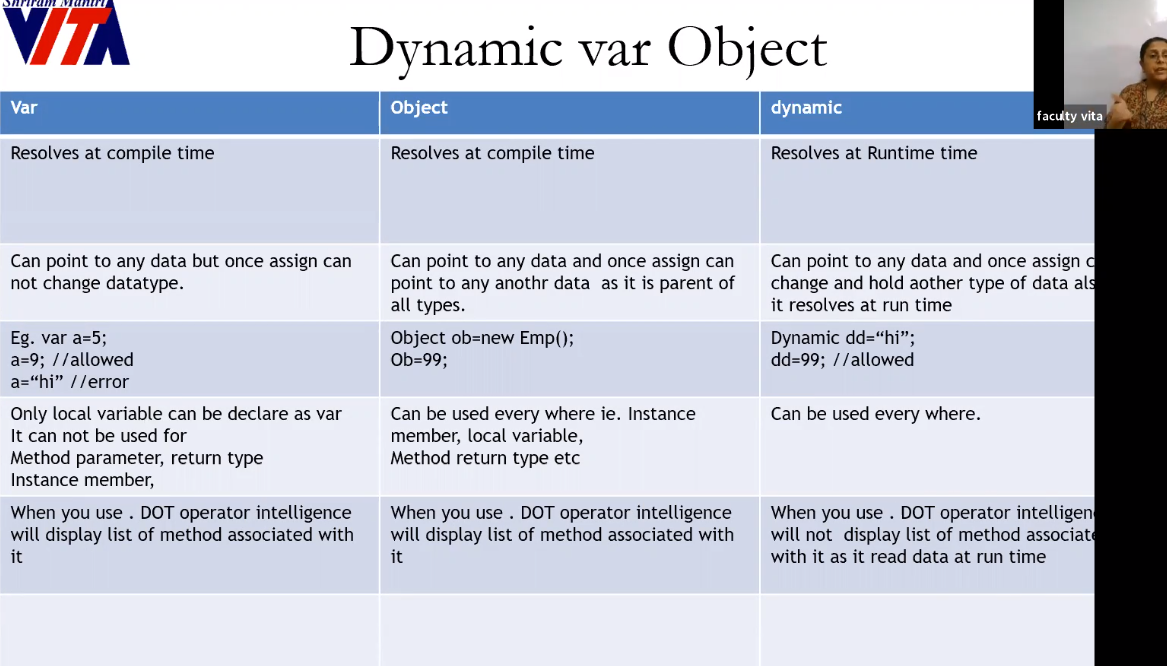 Shriram Mantri
VITA
Dynamic var Object
faculty vita
Var
Object
dynamic
Resolves at compile time
Resolves at compile time
Resolves at Runtime time
Can point to any data but once assign can
not change datatype.
Can point to any data and once assign can
point to any anothr data as it is parent of
all types.
Can point to any data and once assign
change and hold aother type of data
it resolves at run time
Eg. var a=5;
a=9; //allowed
a=“hi” //error
Object ob=new Emp();
Ob=99;
Dynamic dd=“hi”;
dd=99; //allowed
Only local variable can be declare as var
It can not be used for
Method parameter, return type
Instance member,
Can be used every where ie. Instance
member, local variable,
Method return type etc
Can be used every where.
When you use . DOT operator intelligence
will display list of method associated with
it
When you use . DOT operator intelligence
will display list of method associated with
it
When you use . DOT operator
will not display list of method
with it as it read data at run time